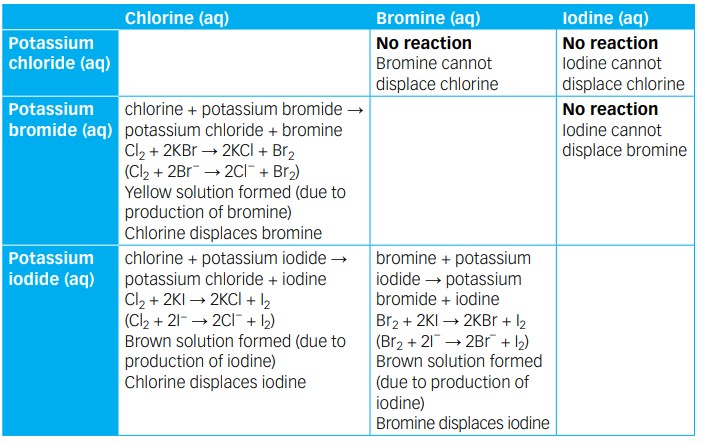 Chlorine (aq)
Bromine (aq)
Iodine (aq)
Potassium
chloride (aq)
No reaction
Bromine cannot
displace chlorine
No reaction
Iodine cannot
displace chlorine
Potassium
bromide (aq)
chlorine + potassium bromide →
potassium chloride + bromine
Cl₂ + 2KBr → 2KCl + Br₂
(Cl₂ + 2Br⁻ → 2Cl⁻ + Br₂)
Yellow solution formed (due to
production of bromine)
Chlorine displaces bromine
No reaction
Iodine cannot
displace bromine
Potassium
iodide (aq)
chlorine + potassium iodide →
potassium chloride + iodine
Cl₂ + 2KI → 2KCl + I₂
(Cl₂ + 2I⁻ → 2Cl⁻ + I₂)
Brown solution formed (due to
production of iodine)
Chlorine displaces iodine
bromine + potassium
iodide → potassium
bromide + iodine
Br₂ + 2KI → 2KBr + I₂
(Br₂ + 2I⁻ → 2Br⁻ + I₂)
Brown solution formed
(due to production of
iodine)
Bromine displaces iodine